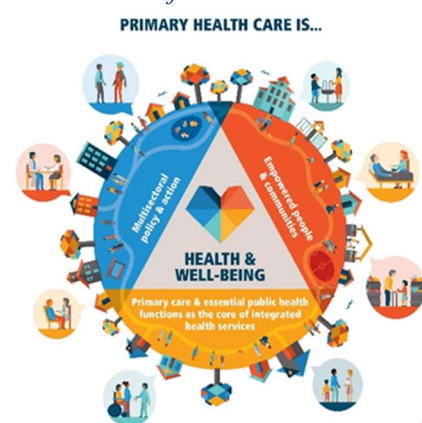 PRIMARY HEALTH CARE IS...
Multisectoral
policy & action
Empowered people
& communities
HEALTH &
WELL-BEING
Primary care & essential public health
functions as the core of integrated
health services